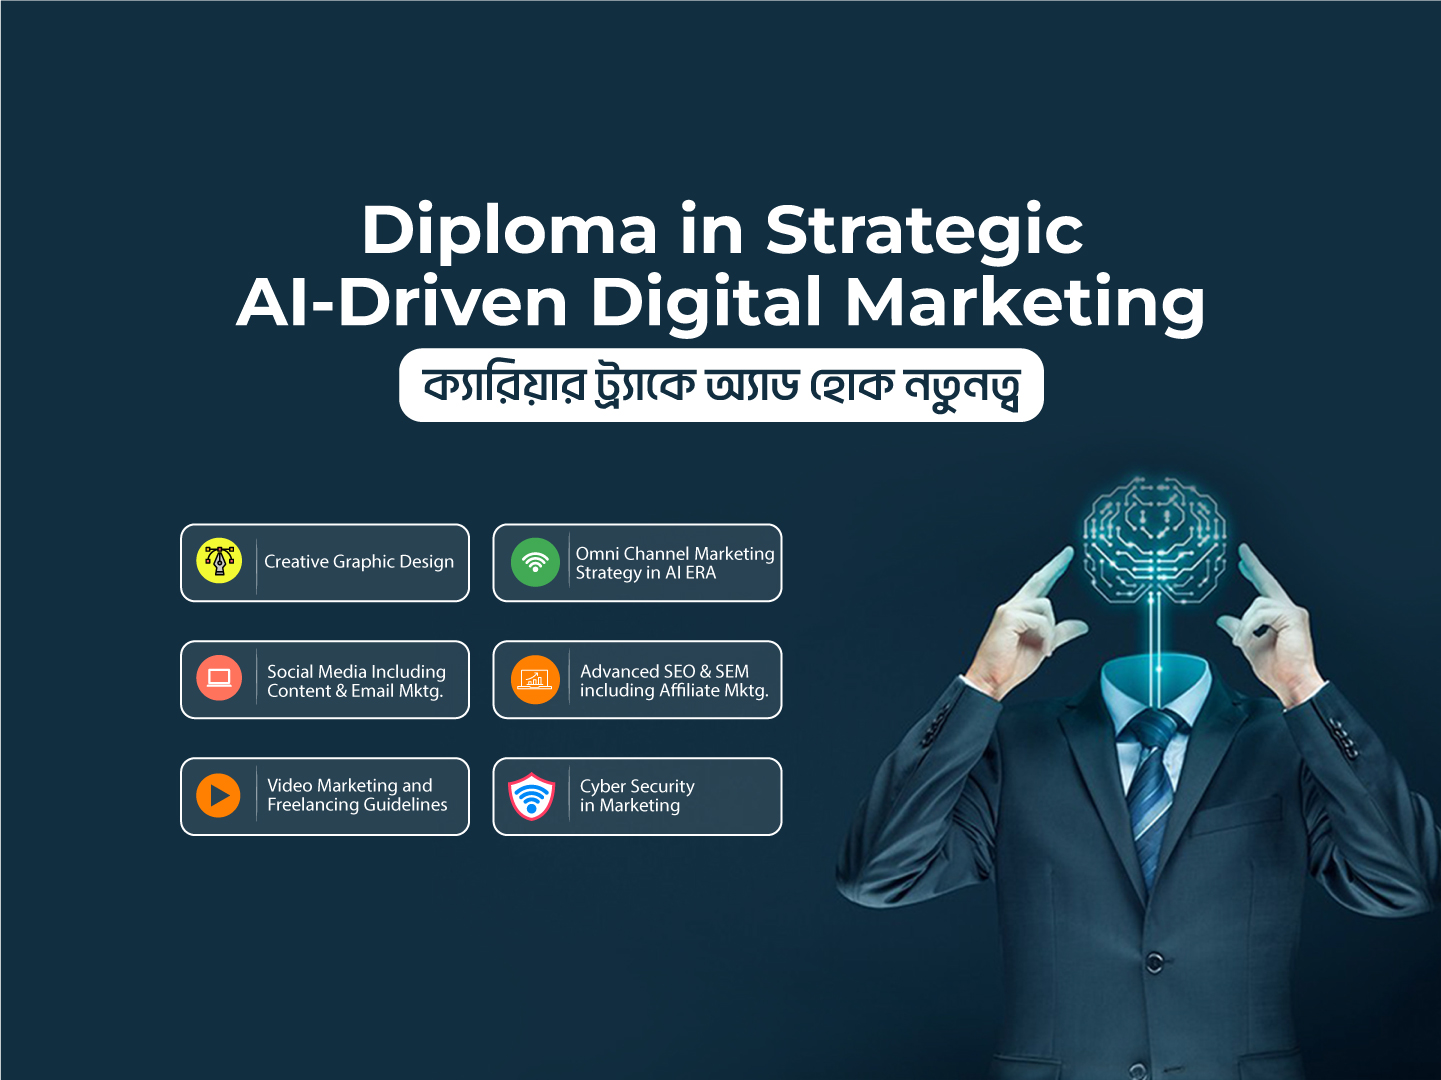 Diploma in Strategic
AI-Driven Digital Marketing
ক্যারিয়ার ট্র্যাকে অ্যাড হোক নতুনত্ব
Creative Graphic Design
Omni Channel Marketing
Strategy in AI ERA
Social Media Including
Content & Email Mktg.
Advanced SEO & SEM
including Affiliate Mktg.
Video Marketing and
Freelancing Guidelines
Cyber Security
in Marketing